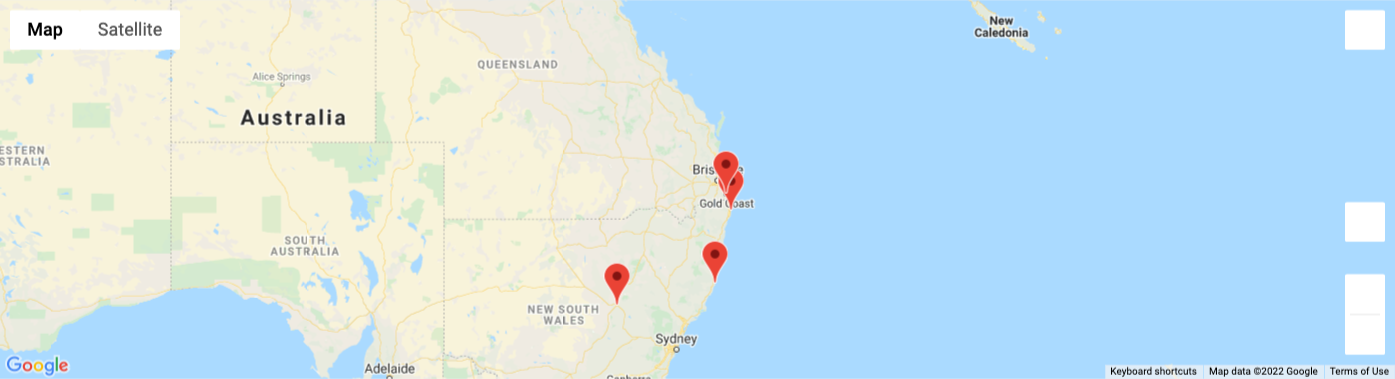 Map Satellite
New
Caledonia
QUEENSLAND
Alice Springs
Australia
ESTERN
STRALIA
Gold Coast
SOUTH
AUSTRALIA
NEW SOUTH
WALES
Sydney
Adelaide
Google
Keyboard shortcuts Map data ©2022 Google Terms of Use